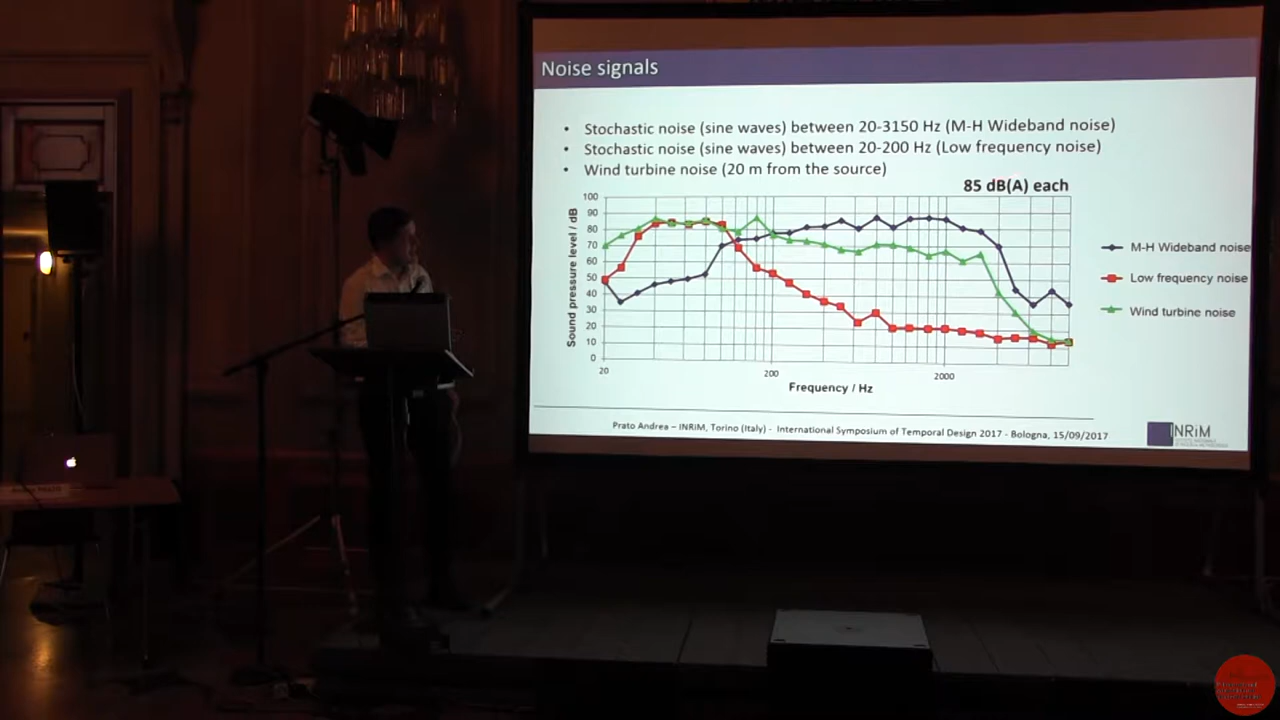 Noise signals
• Stochastic noise (sine waves) between 20-3150 Hz (M-H Wideband noise)
• Stochastic noise (sine waves) between 20-200 Hz (Low frequency noise)
• Wind turbine noise (20 m from the source)
85 dB(A) each
Sound pressure level / dB
100
90
80
70
60
50
40
30
20
10
0
20
200
2000
Frequency / Hz
M-H Wideband noise
Low frequency noise
Wind turbine noise
Prato Andrea – INRiM, Torino (Italy) - International Symposium of Temporal Design 2017 - Bologna, 15/09/2017
INRiM